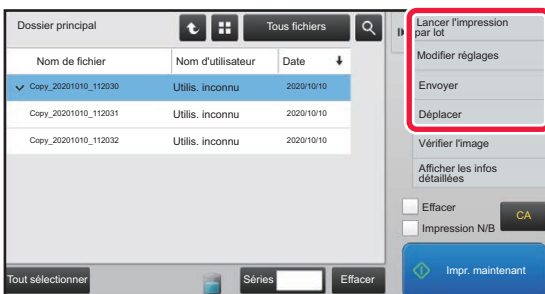 Dossier principal
Tous fichiers
Nom de fichier
Nom d'utilisateur
Date
Copy_20201010_112030
Utilis. inconnu
2020/10/10
Copy_20201010_112031
Utilis. inconnu
2020/10/10
Copy_20201010_112032
Utilis. inconnu
2020/10/10
Tout sélectionner
Séries
Effacer
Lancer l'impression
par lot
Modifier réglages
Envoyer
Déplacer
Vérifier l'image
Afficher les infos
détaillées
Effacer
Impression N/B
CA
Impr. maintenant